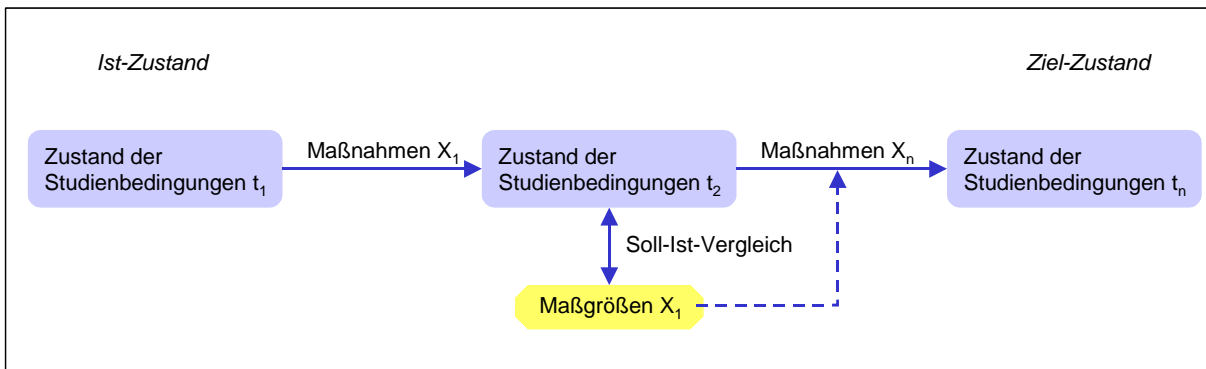 Ist-Zustand
Ziel-Zustand
Zustand der
Studienbedingungen t₁
Maßnahmen X₁
Zustand der
Studienbedingungen t₂
Maßnahmen Xₙ
Zustand der
Studienbedingungen tₙ
Soll-Ist-Vergleich
Maßgrößen X₁